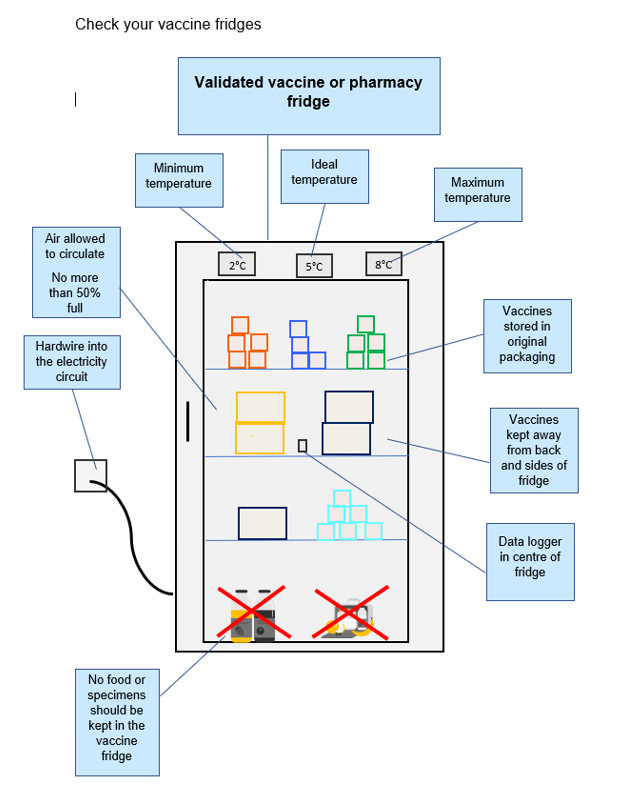 Check your vaccine fridges
Validated vaccine or pharmacy
fridge
Minimum
temperature
Ideal
temperature
Maximum
temperature
Air allowed
to circulate
No more
than 50%
full
2°C
5°C
8°C
Hardwire into
the electricity
circuit
Vaccines
stored in
original
packaging
Vaccines
kept away
from back
and sides of
fridge
Data logger
in centre of
fridge
No food or
specimens
should be
kept in the
vaccine
fridge